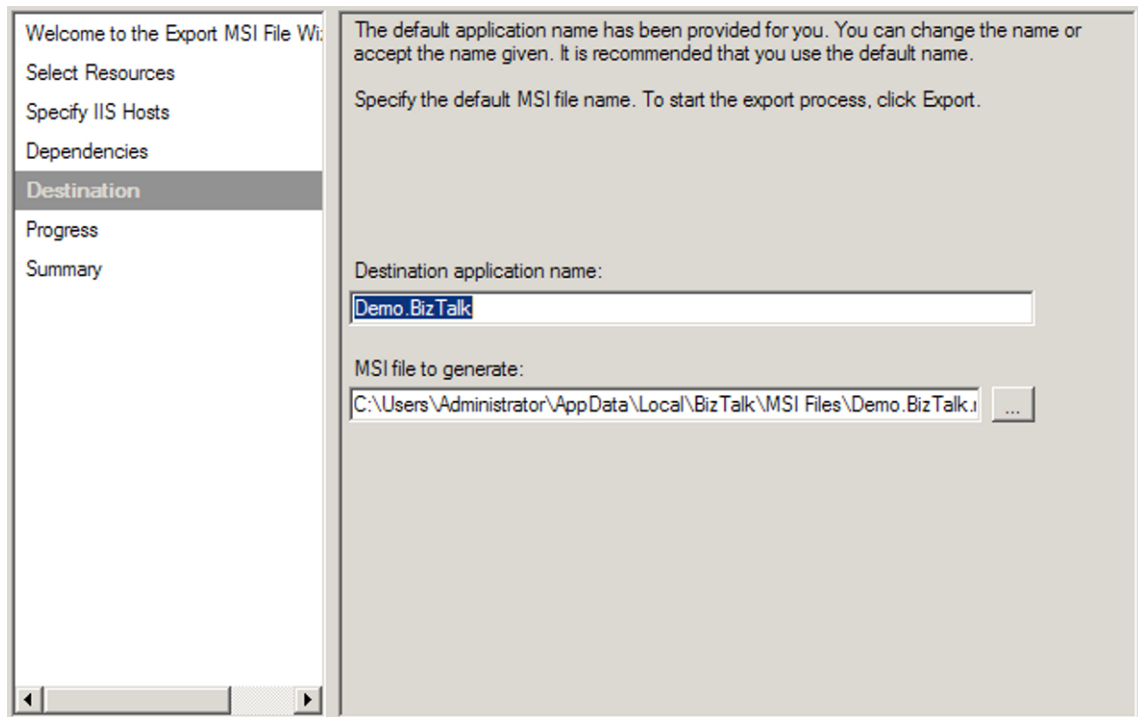 Welcome to the Export MSI File Wi
Select Resources
Specify IIS Hosts
Dependencies
Destination
Progress
Summary
The default application name has been provided for you. You can change the name or
accept the name given. It is recommended that you use the default name.
Specify the default MSI file name. To start the export process, click Export.
Destination application name:
Demo.BizTalk
MSI file to generate:
C:\Users\Administrator\AppData\Local\BizTalk\MSI Files\Demo.BizTalk.
...